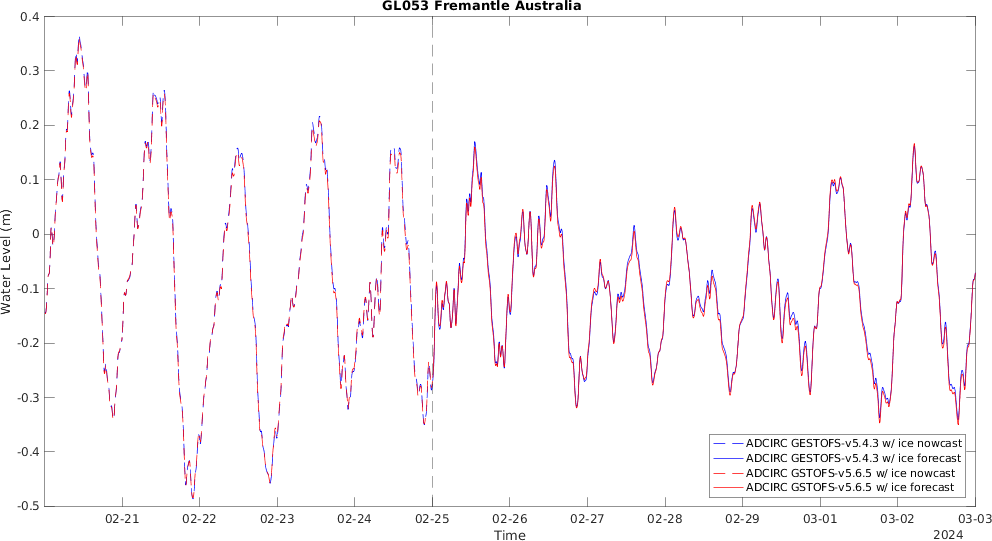 GL053 Fremantle Australia
0.4
0.3
0.2
0.1
0
-0.1
-0.2
-0.3
-0.4
-0.5
Water Level (m)
ADCIRC GESTOFS-v5.4.3 w/ ice nowcast
ADCIRC GESTOFS-v5.4.3 w/ ice forecast
ADCIRC GSTOFS-v5.6.5 w/ ice nowcast
ADCIRC GSTOFS-v5.6.5 w/ ice forecast
02-21 02-22 02-23 02-24 02-25 02-26 02-27 02-28 02-29 03-01 03-02 03-03
Time
2024